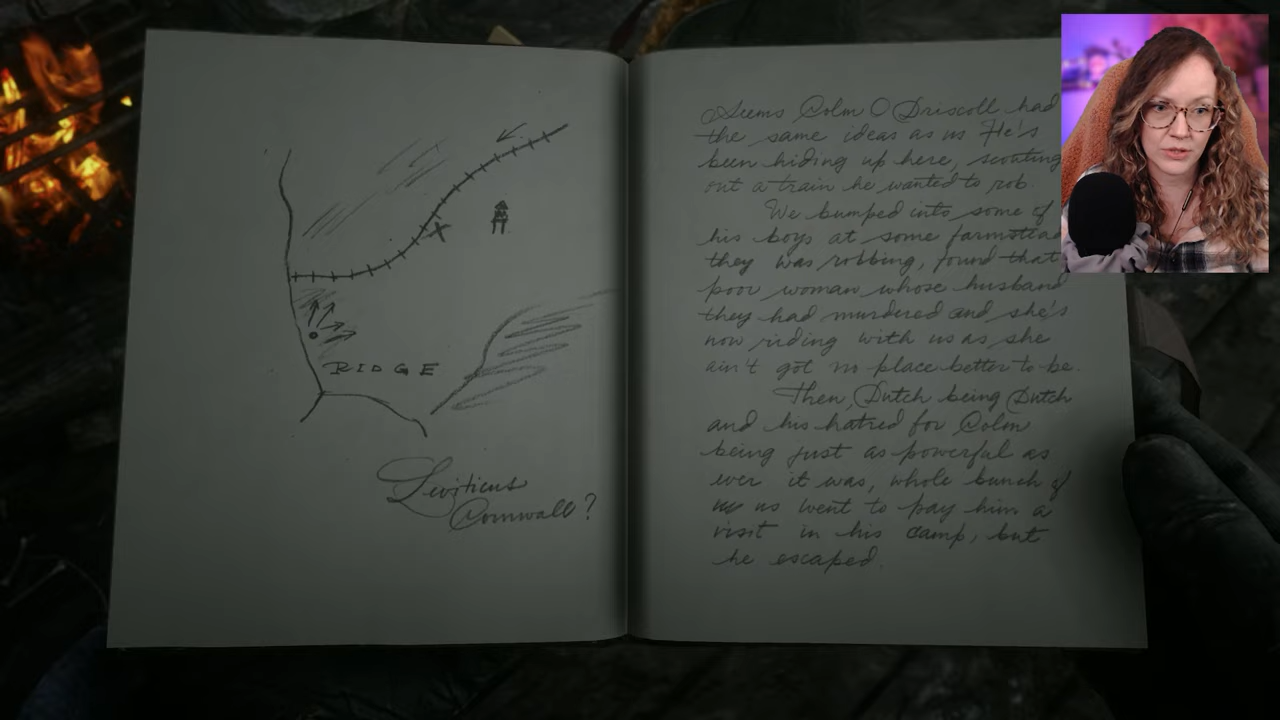 RIDGE
Leviticus
Cornwall?
Seems Colm O Driscoll had
the same ideas as us He's
been hiding up here, scouting
out a train he wanted to rob.
We bumped into some of
his boys at some farmstead
they was robbing, found that
poor woman whose husband
they had murdered and she's
now riding with us as she
ain't got no place better to be.
Then, Dutch being Dutch
and his hatred for Colm
being just as powerful as
ever it was, whole bunch of
us went to pay him a
visit in his camp, but
he escaped.